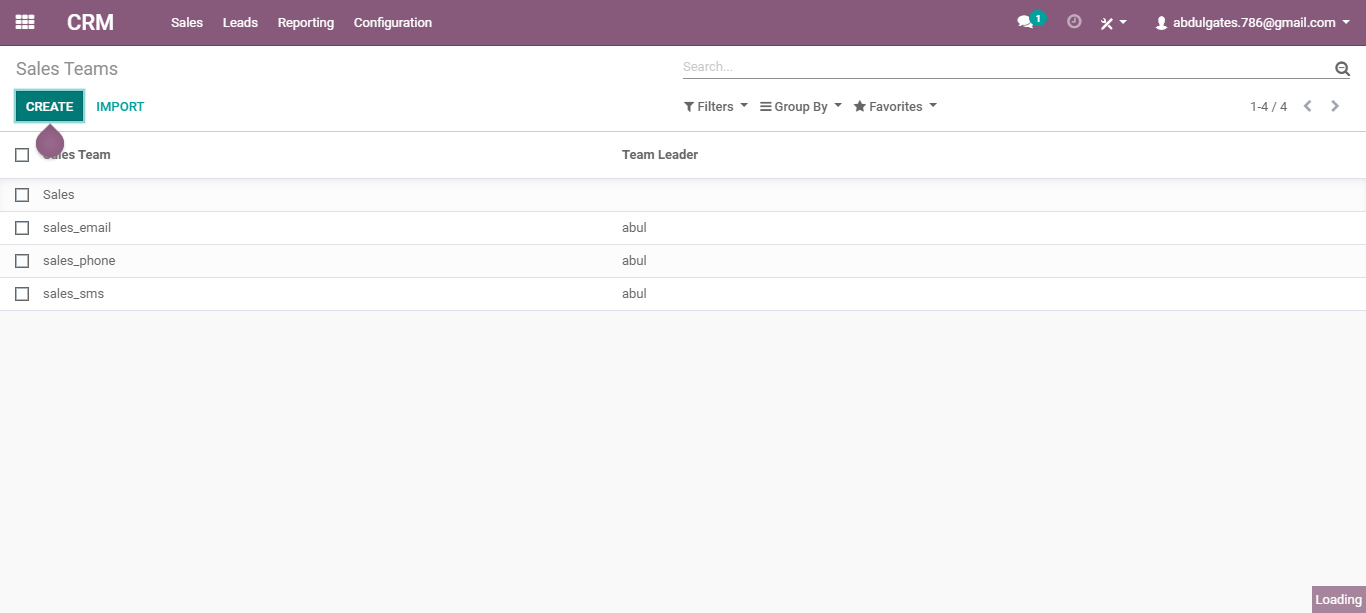 CRM Sales Leads Reporting Configuration 1 abdulgates.786@gmail.com
Sales Teams Search...
CREATE IMPORT Filters Group By Favorites 1-4 / 4
Sales Team Team Leader
Sales
sales_email abul
sales_phone abul
sales_sms abul
Loading